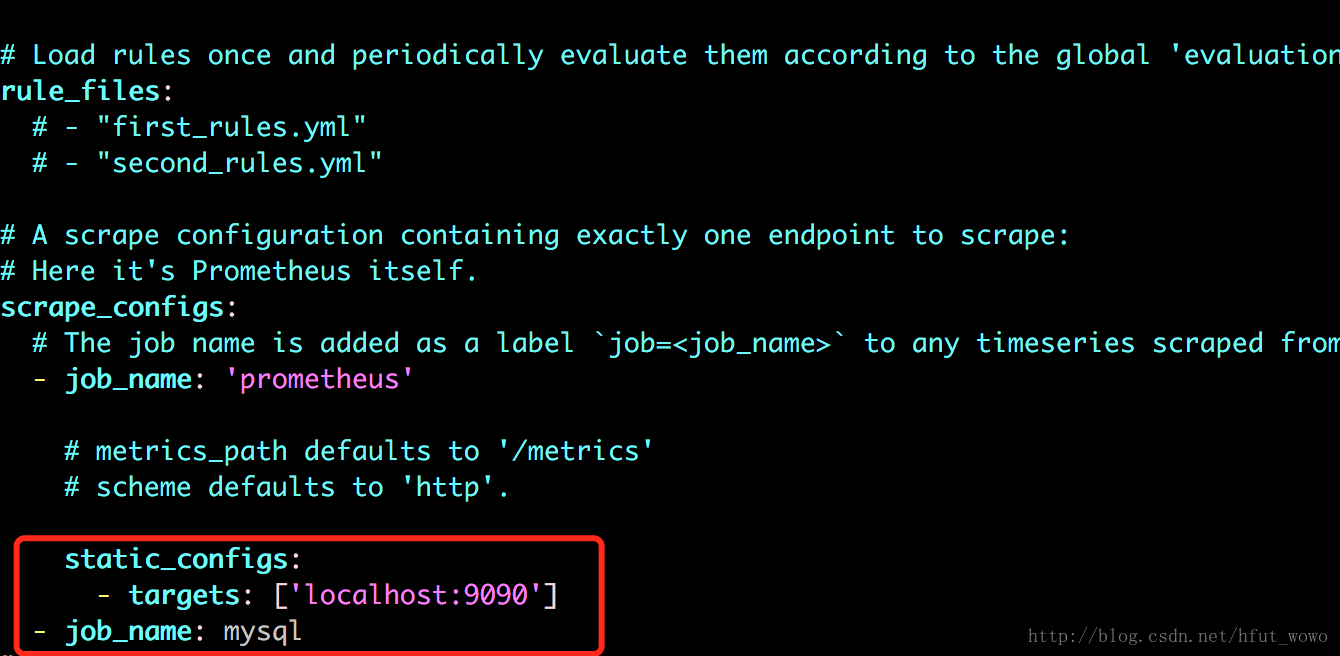 # Load rules once and periodically evaluate them according to the global 'evaluation
rule_files:
  # - "first_rules.yml"
  # - "second_rules.yml"
# A scrape configuration containing exactly one endpoint to scrape:
# Here it's Prometheus itself.
scrape_configs:
  # The job name is added as a label `job=<job_name>` to any timeseries scraped from
  - job_name: 'prometheus'
    # metrics_path defaults to '/metrics'
    # scheme defaults to 'http'.
    static_configs:
      - targets: ['localhost:9090']
  - job_name: mysql
http://blog.csdn.net/hfut_wowo